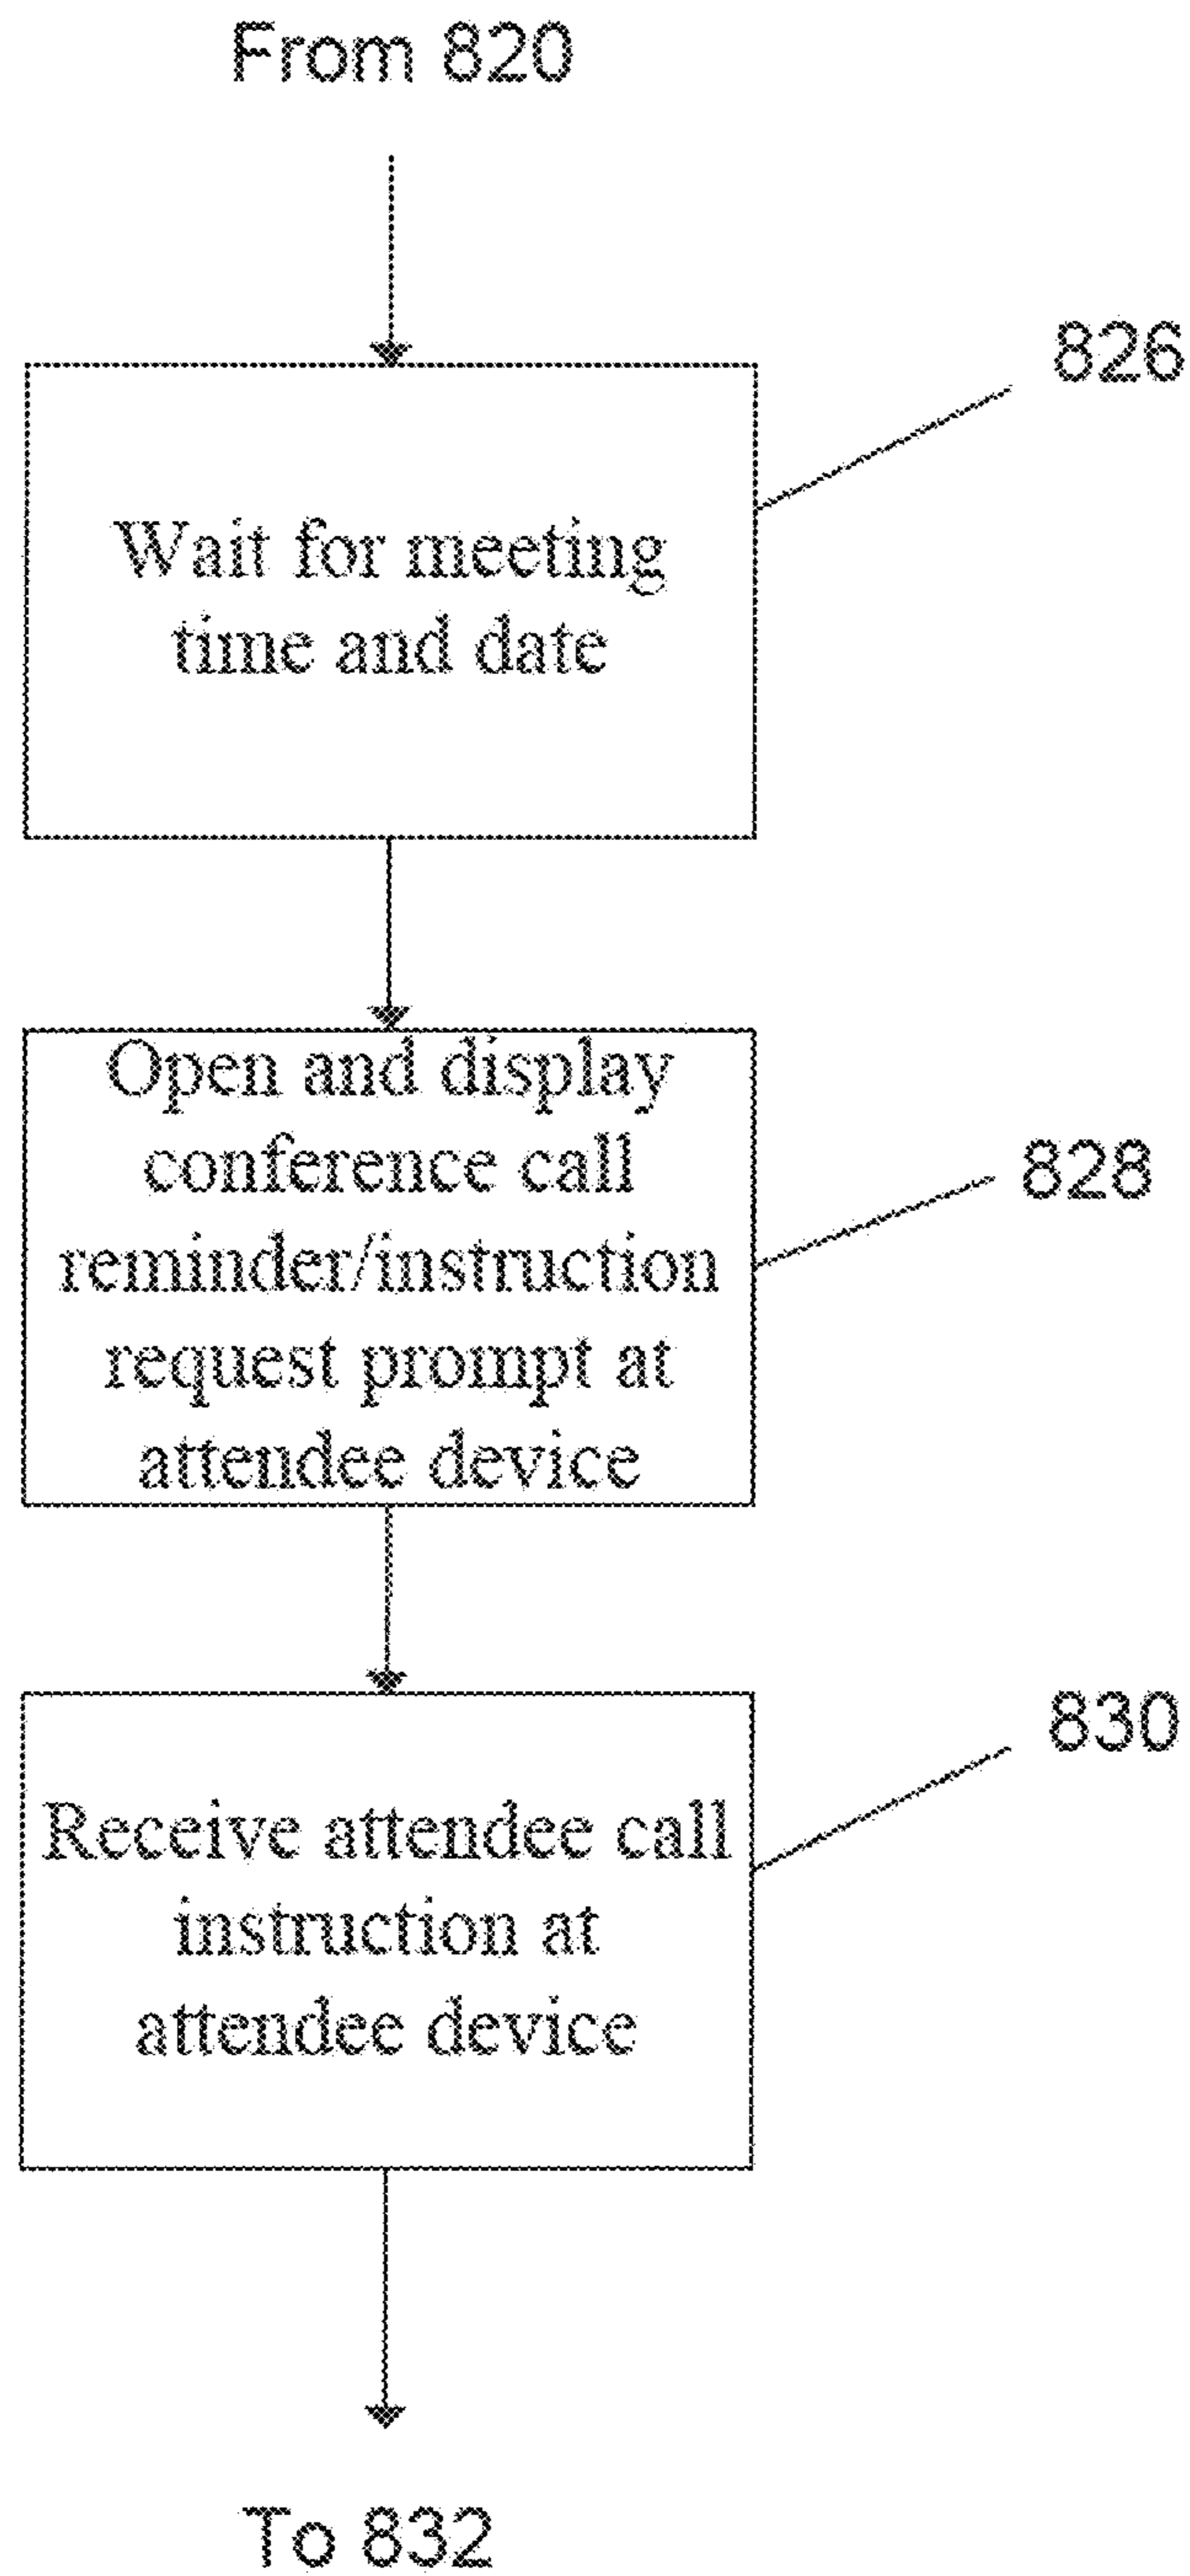 From 820
826
Wait for meeting
time and date
Open and display
conference call
reminder/instruction
request prompt at
attendee device
828
830
Receive attendee call
instruction at
attendee device
To 832